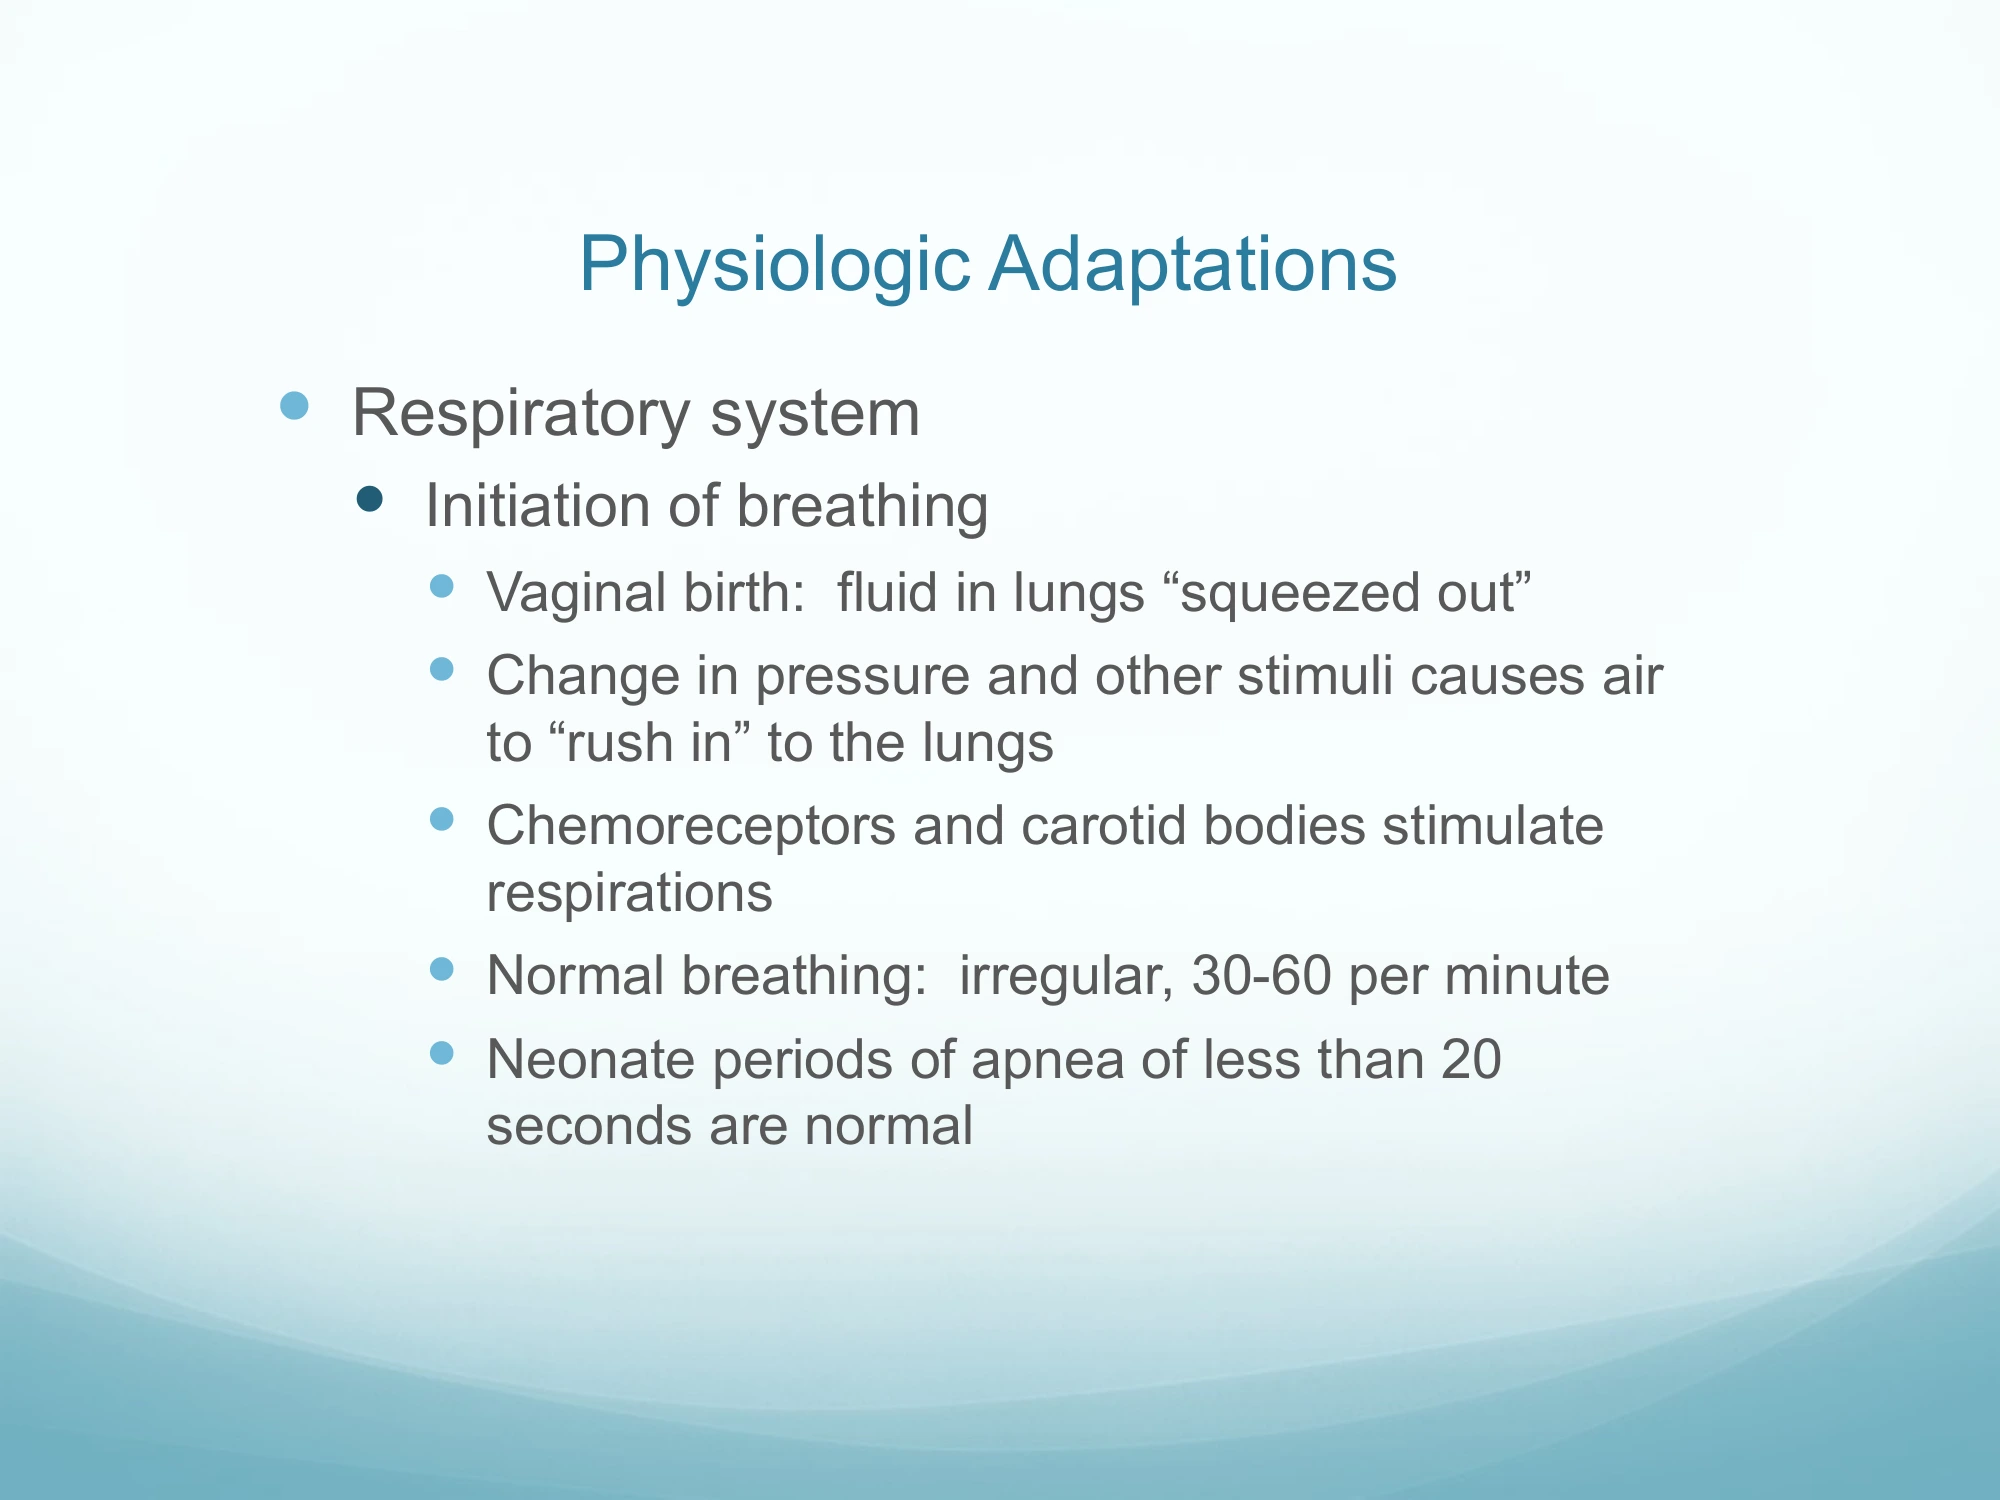 Physiologic Adaptations
Respiratory system
Initiation of breathing
Vaginal birth:  fluid in lungs “squeezed out”
Change in pressure and other stimuli causes air
to “rush in” to the lungs
Chemoreceptors and carotid bodies stimulate
respirations
Normal breathing:  irregular, 30-60 per minute
Neonate periods of apnea of less than 20
seconds are normal